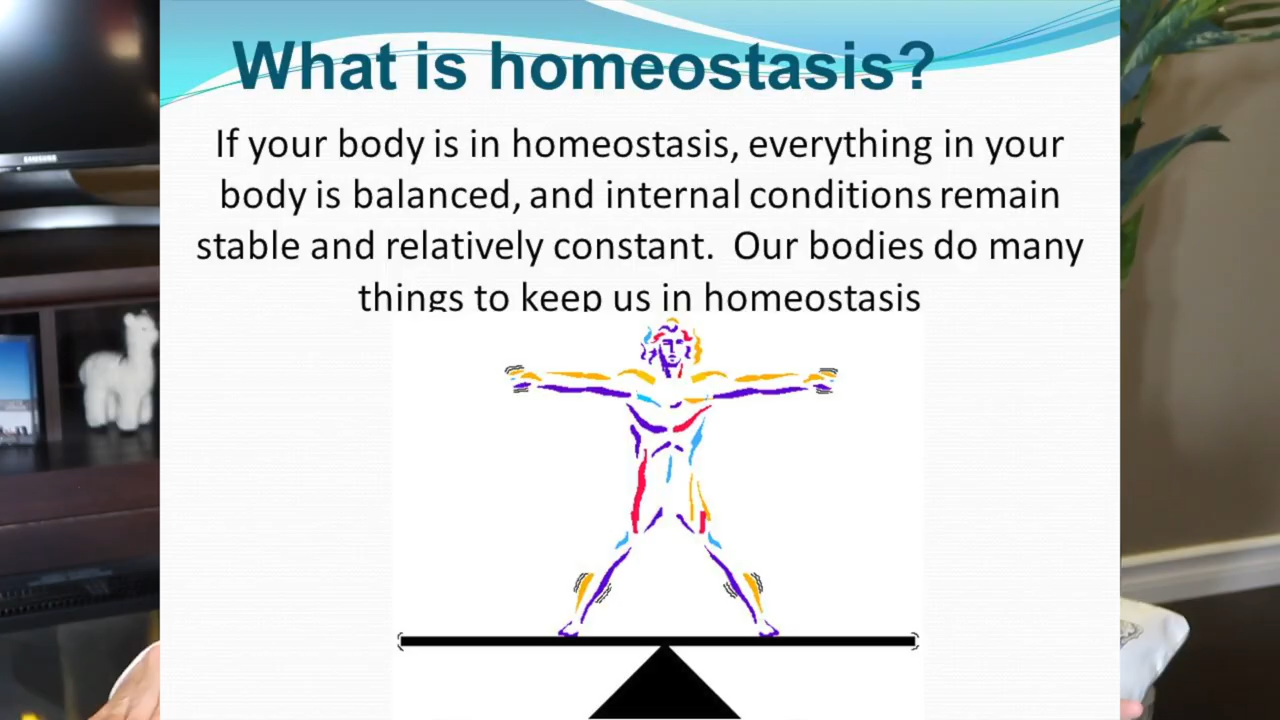 What is homeostasis?
If your body is in homeostasis, everything in your
body is balanced, and internal conditions remain
stable and relatively constant. Our bodies do many
things to keep us in homeostasis
SAMSUNG